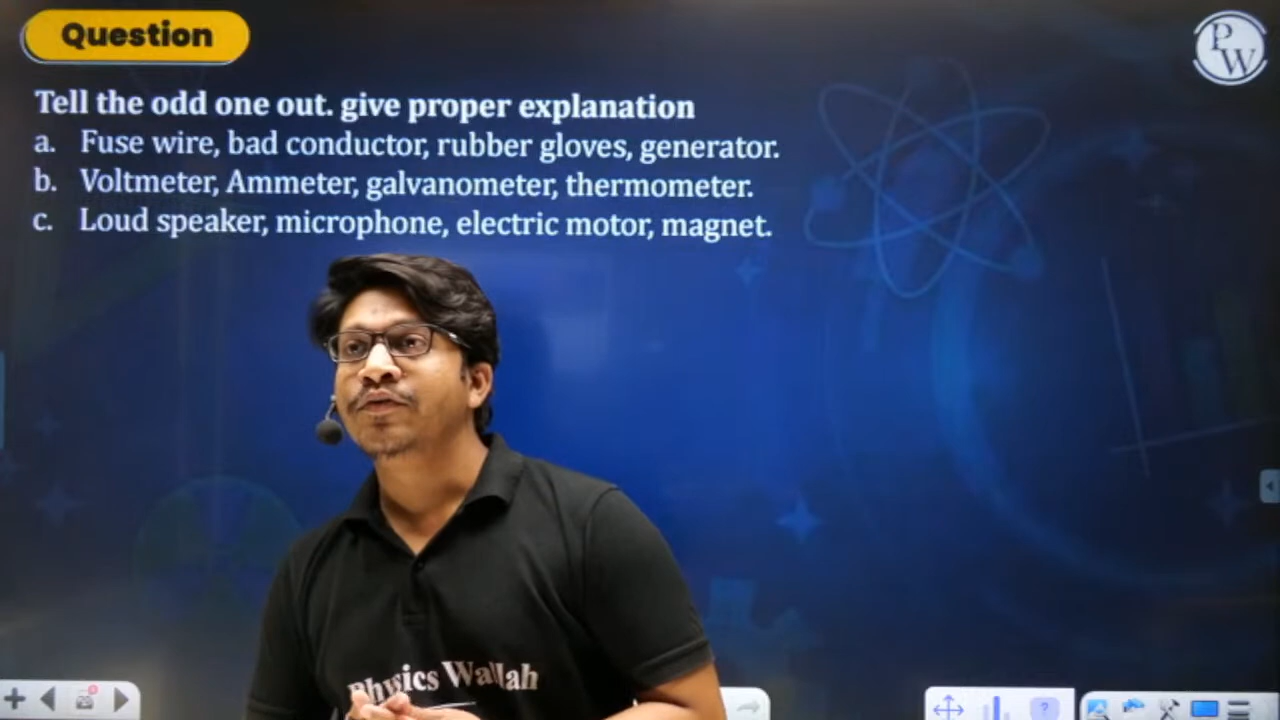 Question
PW
Tell the odd one out. give proper explanation
a. Fuse wire, bad conductor, rubber gloves, generator.
b. Voltmeter, Ammeter, galvanometer, thermometer.
c. Loud speaker, microphone, electric motor, magnet.
Physics Wallah